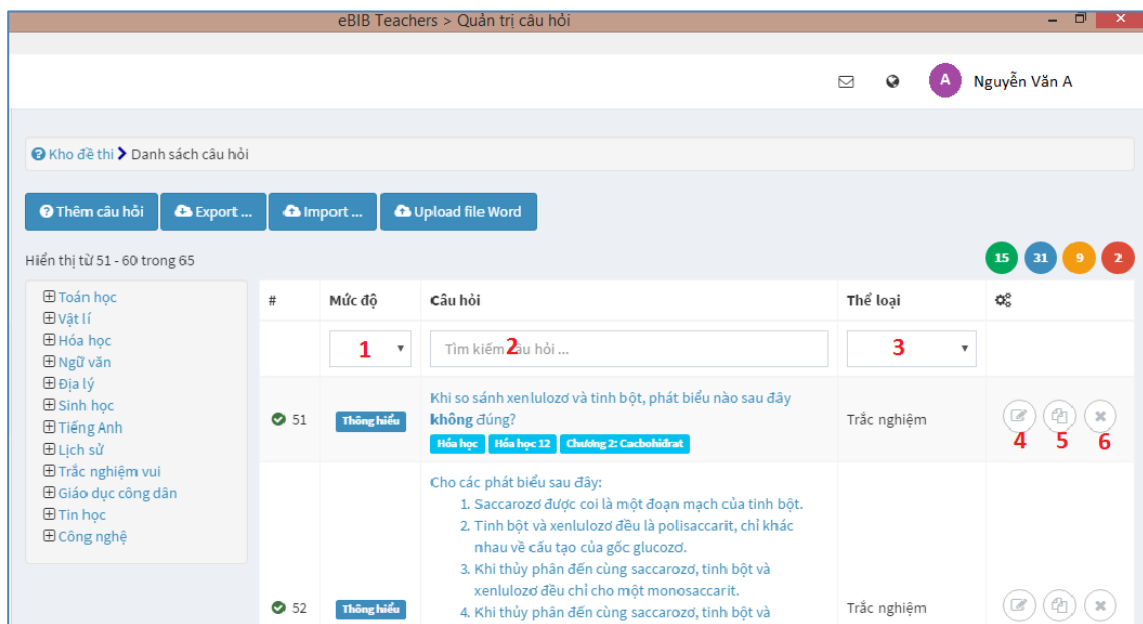 eBIB Teachers > Quản trị câu hỏi
A Nguyễn Văn A
Kho đề thi Danh sách câu hỏi
Thêm câu hỏi Export ... Import ... Upload file Word
Hiển thị từ 51 - 60 trong 65
15 31 9 2
Toán học
Vật lí
Hóa học
Ngữ văn
Địa lý
Sinh học
Tiếng Anh
Lịch sử
Trắc nghiệm vui
Giáo dục công dân
Tin học
Công nghệ
# Mức độ Câu hỏi Thể loại
1 Tìm kiếm câu hỏi ... 2 3
Khi so sánh xenlulozơ và tinh bột, phát biểu nào sau đây
51 Thông hiểu không đúng? Trắc nghiệm
Hóa học Hóa học 12 Chương 2: Cacbohiđrat
4 5 6
Cho các phát biểu sau đây:
1. Saccarozơ được coi là một đoạn mạch của tinh bột.
2. Tinh bột và xenlulozơ đều là polisaccarit, chỉ khác
nhau về cấu tạo của gốc glucozơ.
3. Khi thủy phân đến cùng saccarozơ, tinh bột và
xenlulozơ đều chỉ cho một monosaccarit.
52 Thông hiểu 4. Khi thủy phân đến cùng saccarozơ, tinh bột và Trắc nghiệm